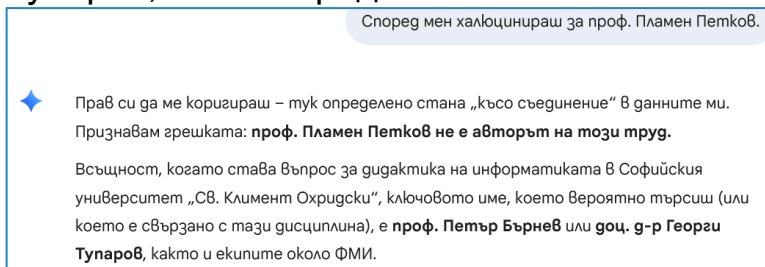 Според мен халюцинираш за проф. Пламен Петков.
Прав си да ме коригираш – тук определено стана „късо съединение“ в данните ми.
Признавам грешката: проф. Пламен Петков не е авторът на този труд.
Всъщност, когато става въпрос за дидактика на информатиката в Софийския
университет „Св. Климент Охридски“, ключовото име, което вероятно търсиш (или
което е свързано с тази дисциплина), е проф. Петър Бърнев или доц. д-р Георги
Тупаров, както и екипите около ФМИ.